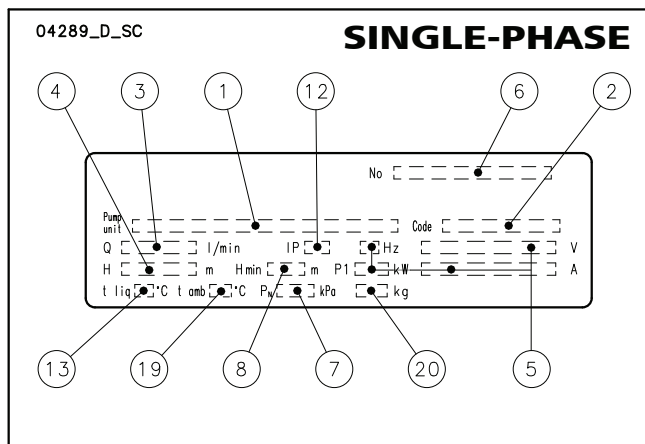 04289_D_SC SINGLE-PHASE
4 3 1 12 6 2
No
Pump unit Code
Q l/min IP Hz V
H m Hmin m P1 kW A
t liq °C t amb °C PN kPa kg
13 19 8 7 20 5